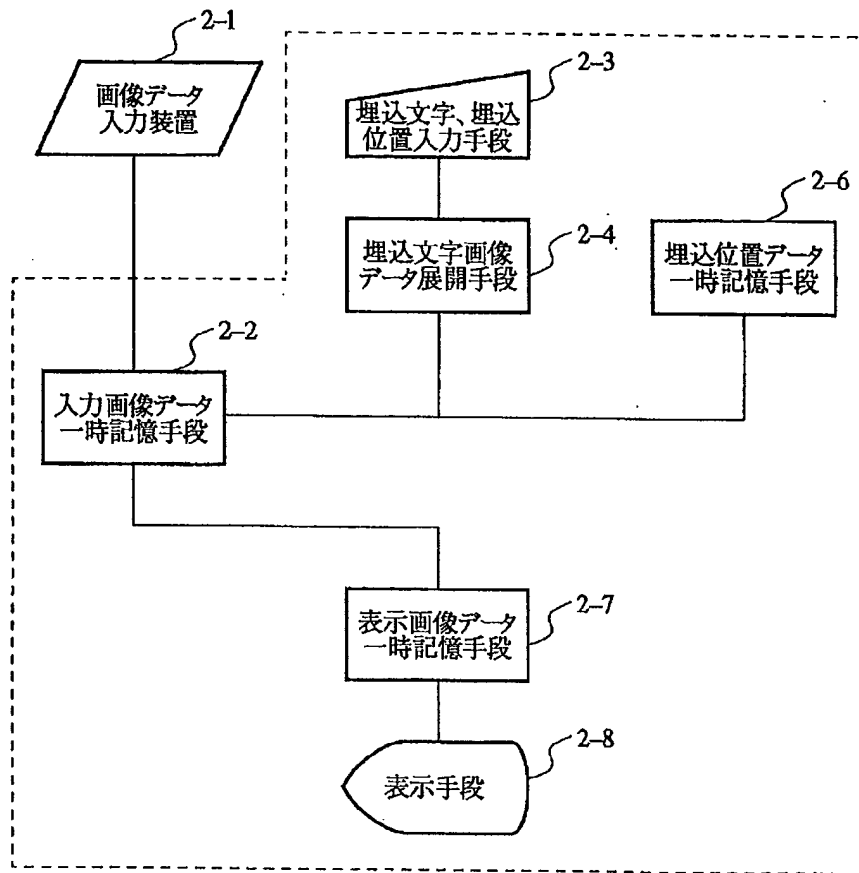 2-1
画像データ
入力装置
2-3
埋込文字、埋込
位置入力手段
2-4
埋込文字画像
データ展開手段
2-6
埋込位置データ
一時記憶手段
2-2
入力画像データ
一時記憶手段
2-7
表示画像データ
一時記憶手段
2-8
表示手段